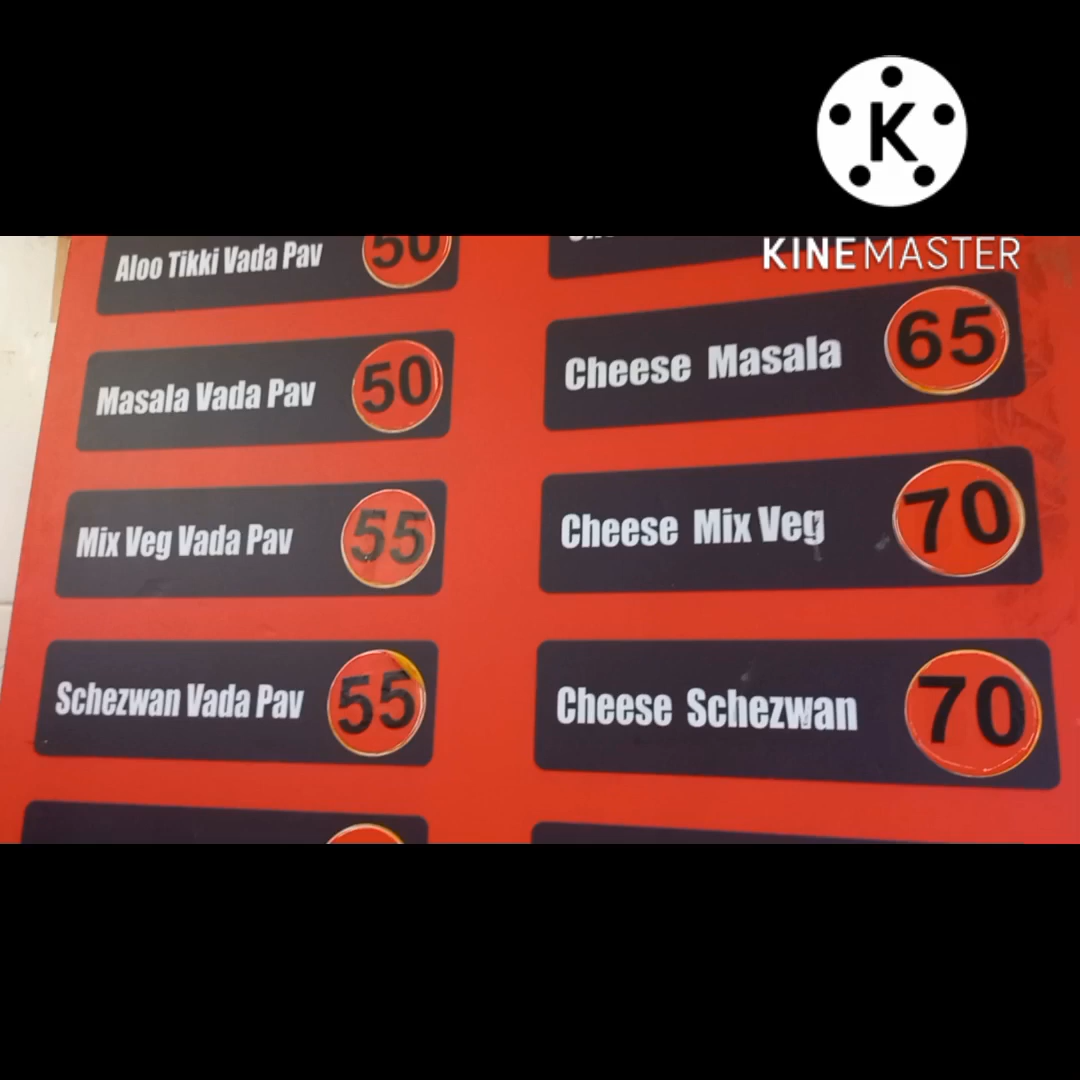 K
KINEMASTER
Aloo Tikki Vada Pav 50
Masala Vada Pav 50
Cheese Masala 65
Mix Veg Vada Pav 55
Cheese Mix Veg 70
Schezwan Vada Pav 55
Cheese Schezwan 70